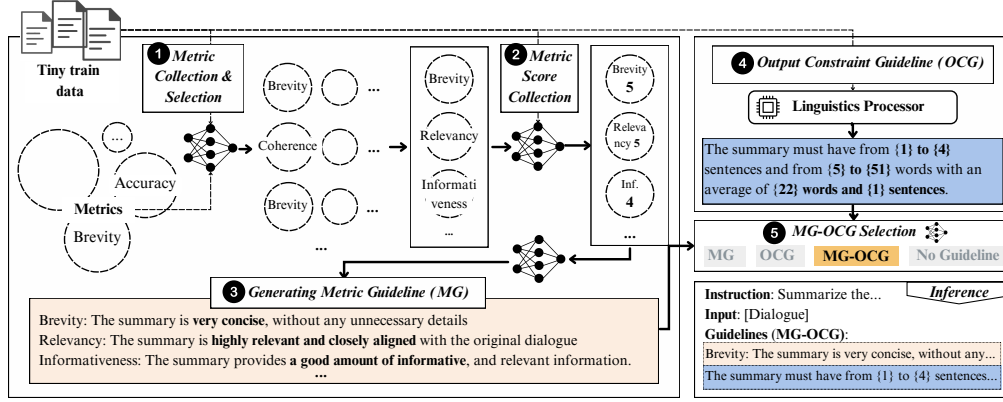 Tiny train
data
1 Metric
Collection &
Selection
2 Metric
Score
Collection
4 Output Constraint Guideline (OCG)
Linguistics Processor
The summary must have from {1} to {4}
sentences and from {5} to {51} words with an
average of {22} words and {1} sentences.
...
Accuracy
Metrics
Brevity
Brevity
...
Coherence
...
Brevity
...
...
Brevity
Relevancy
Informati
veness
...
Brevity
5
Releva
ncy 5
Inf.
4
...
5 MG-OCG Selection
MG
OCG
MG-OCG
No Guideline
3 Generating Metric Guideline (MG)
Brevity: The summary is very concise, without any unnecessary details
Relevancy: The summary is highly relevant and closely aligned with the original dialogue
Informativeness: The summary provides a good amount of informative, and relevant information.
...
Inference
Instruction: Summarize the...
Input: [Dialogue]
Guidelines (MG-OCG):
Brevity: The summary is very concise, without any...
The summary must have from {1} to {4} sentences...